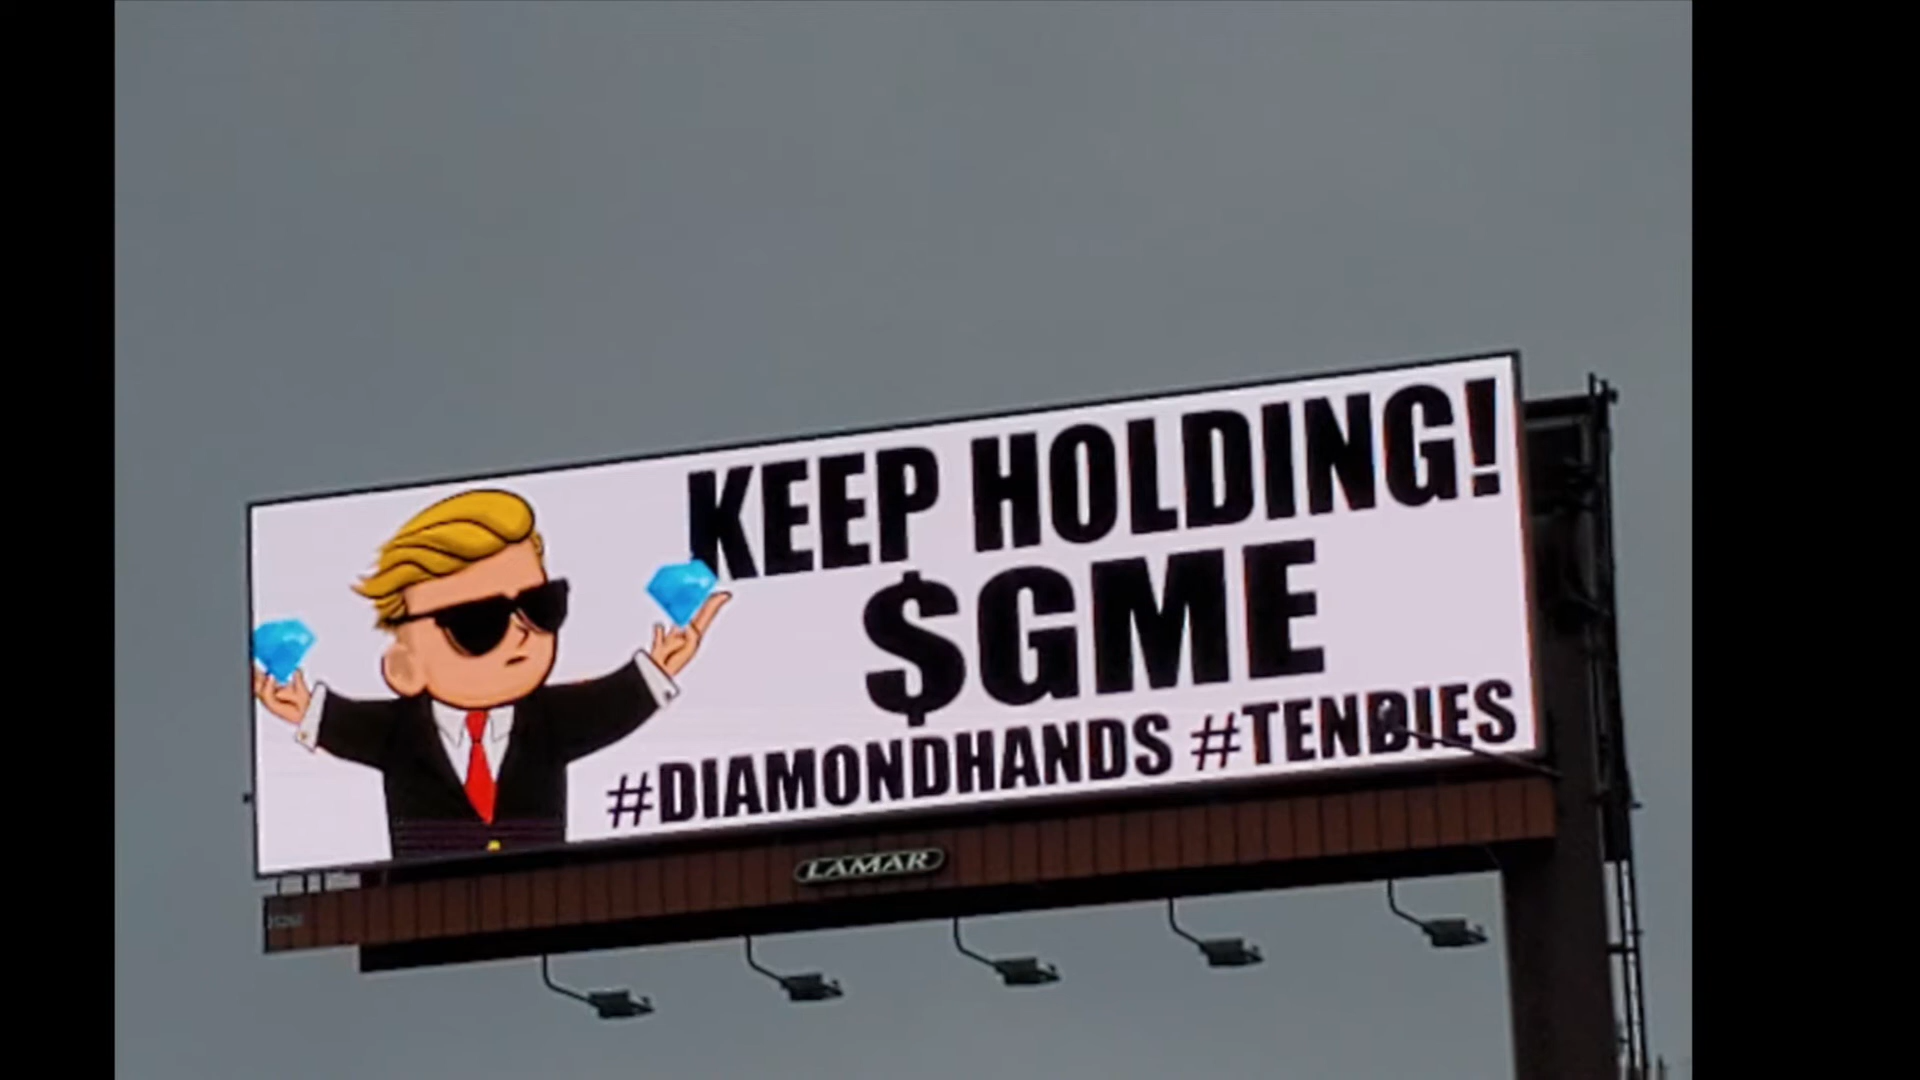 KEEP HOLDING!
$GME
#DIAMONDHANDS #TENDIES
LAMAR